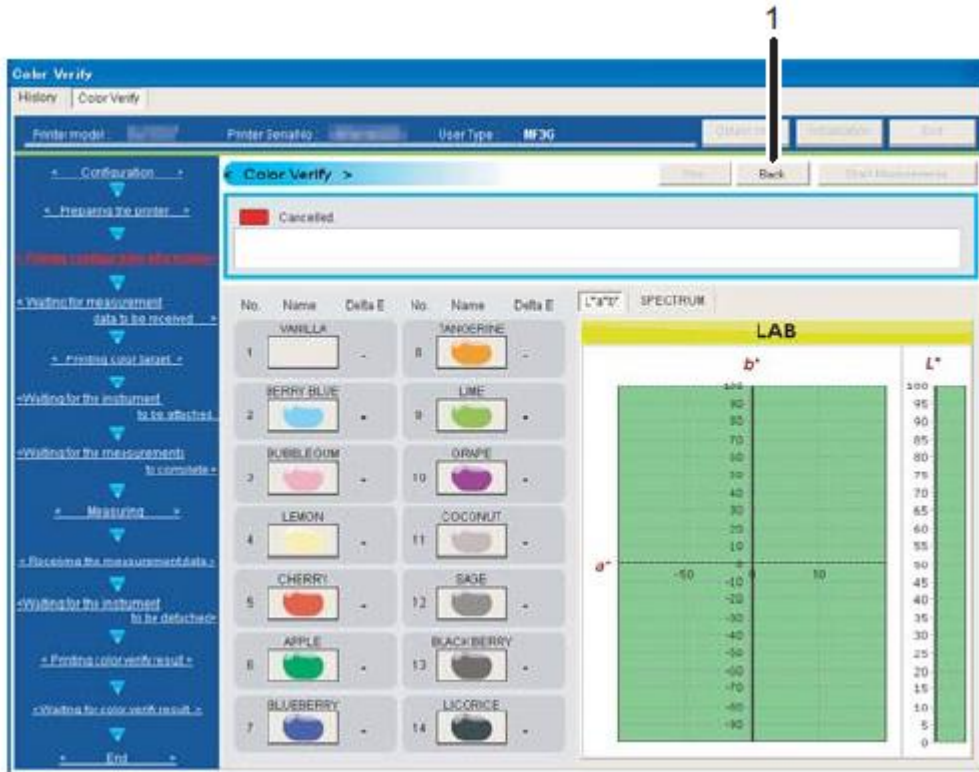 1
Color Verify
History Color Verify
Printer model : Printer SerialNo : User Type : MF3G Exit
< Configuration > < Color Verify > Back Start Measurements
< Preparing the printer >
Cancelled
<Waiting for measurement
data to be received >
< Printing color target >
<Waiting for the instrument
to be attached
<Waiting for the measurements
to complete >
< Measuring >
< Receiving the measurement data >
<Waiting for the instrument
to be detached>
< Printing color verify result >
<Waiting for color verify result >
< End >
No. Name Delta E No. Name Delta E
VANILLA TANGERINE
1 - 8 -
BERRY BLUE LIME
2 - 9 -
BUBBLEGUM GRAPE
3 - 10 -
LEMON COCONUT
4 - 11 -
CHERRY SAGE
5 - 12 -
APPLE BLACKBERRY
6 - 13 -
BLUEBERRY LICORICE
7 - 14 -
L*a*b* SPECTRUM
LAB
b* L*
a*
100
90
80
70
60
50
40
30
20
10
0
-10
-20
-30
-40
-50
-60
-70
-80
-90
-50 10
100
95
90
85
80
75
70
65
60
55
50
45
40
35
30
25
20
15
10
5
0